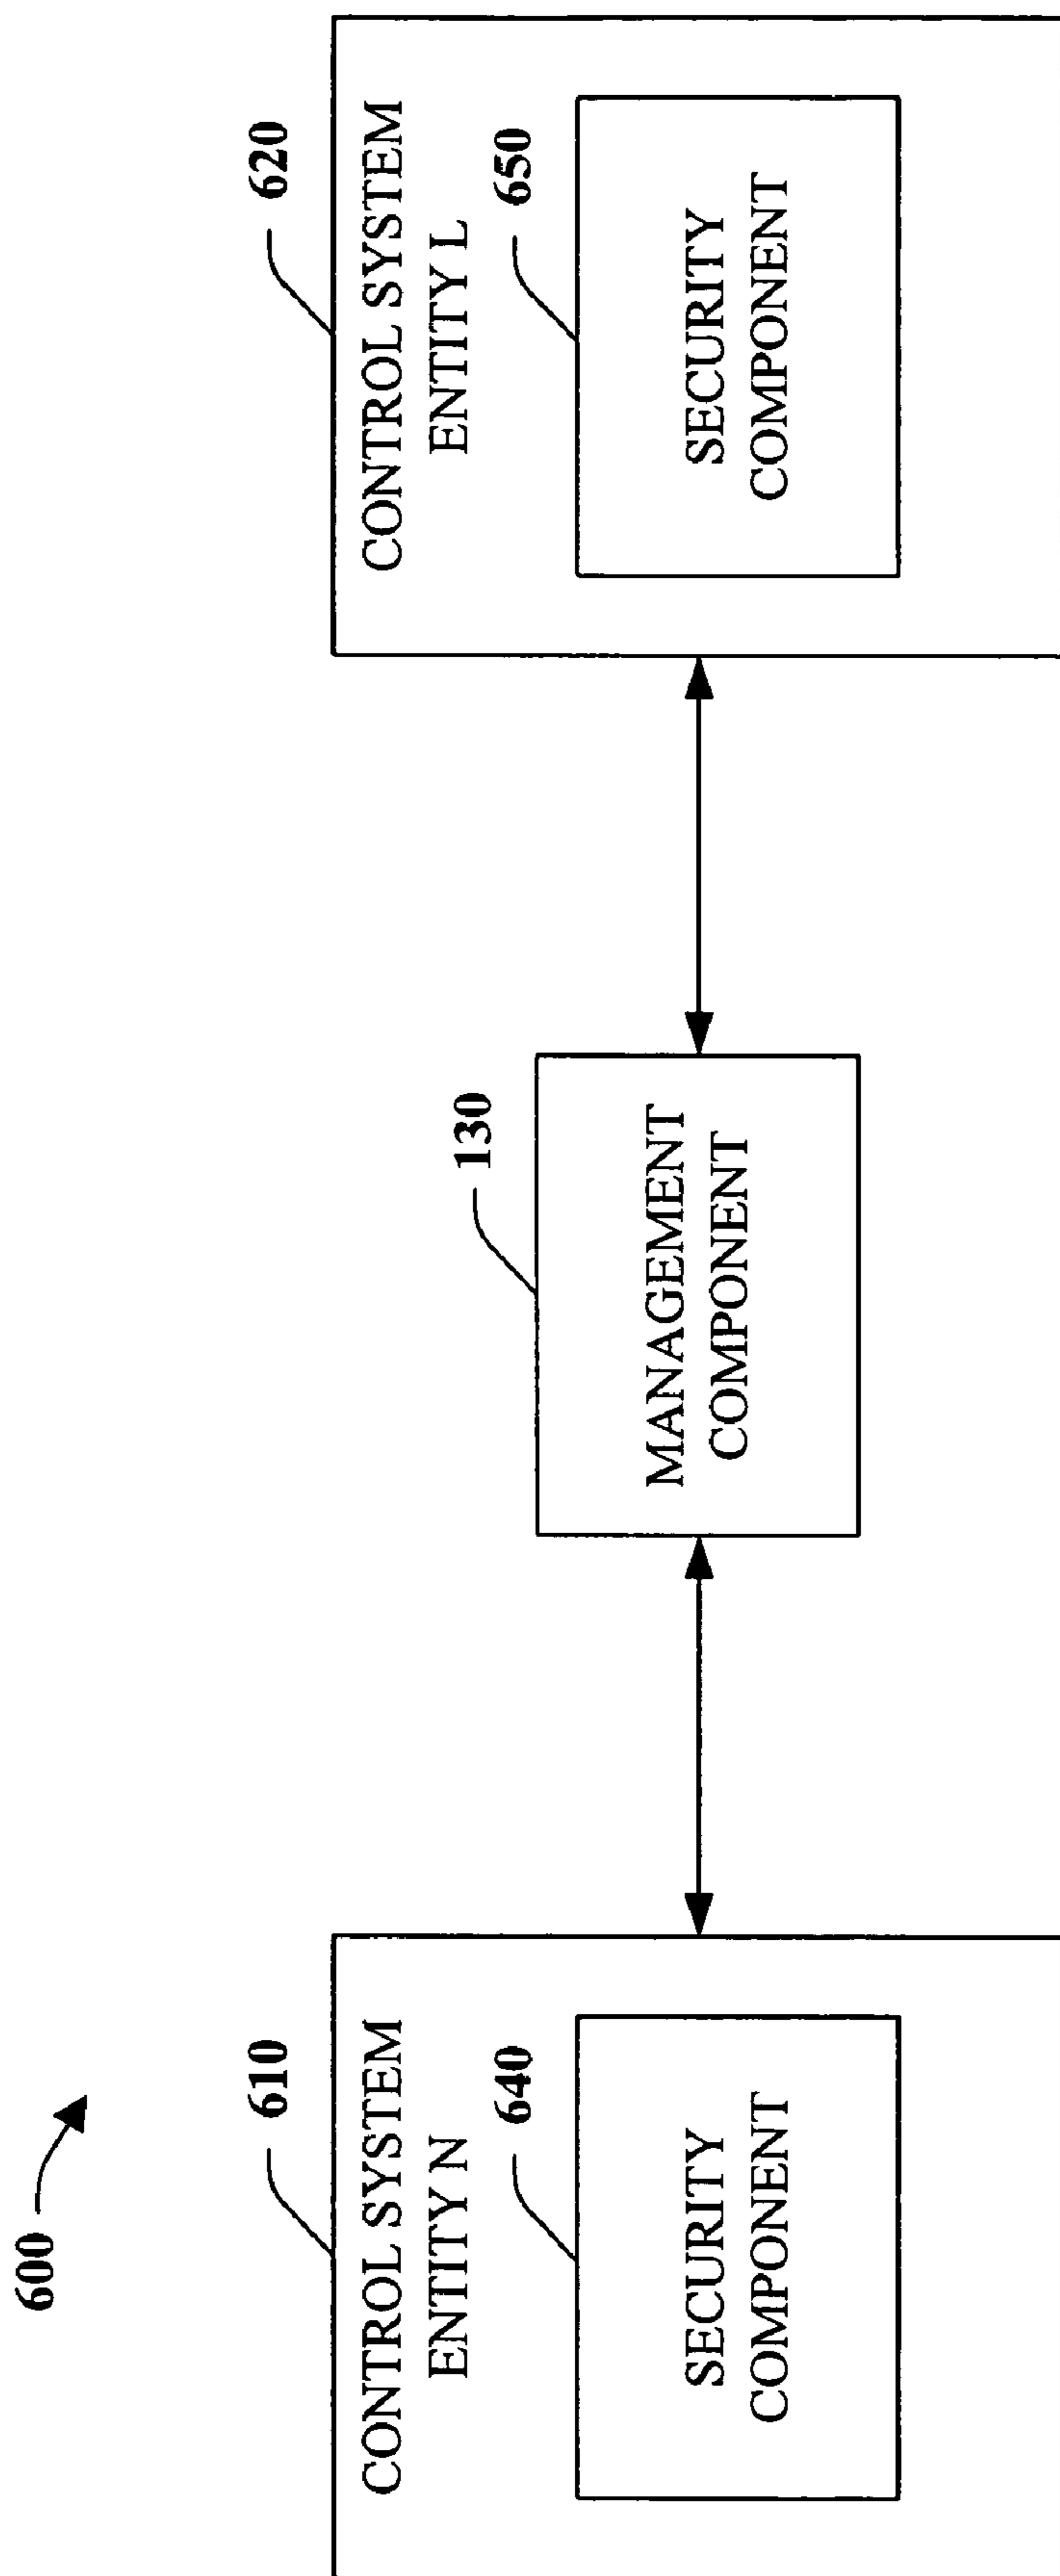 600
610
CONTROL SYSTEM
ENTITY N
640
SECURITY
COMPONENT
130
MANAGEMENT
COMPONENT
620
CONTROL SYSTEM
ENTITY L
650
SECURITY
COMPONENT